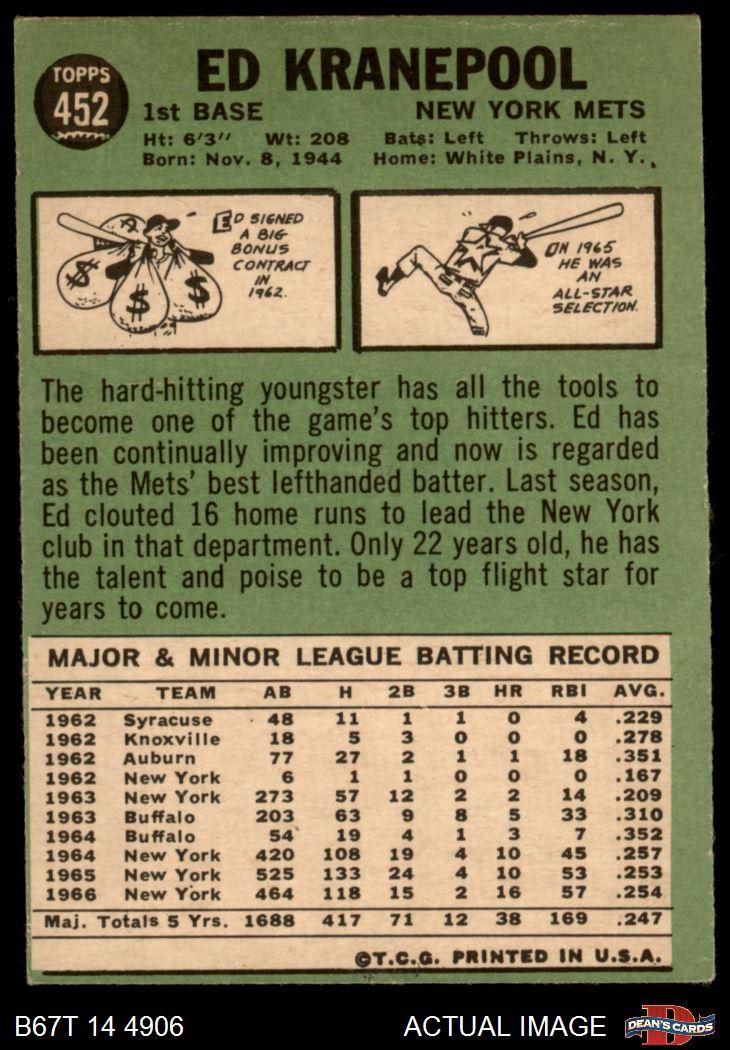 TOPPS
452
ED KRANEPOOL
1st BASE NEW YORK METS
Ht: 6'3" Wt: 208 Bats: Left Throws: Left
Born: Nov. 8, 1944 Home: White Plains, N. Y.
ED SIGNED
A BIG
BONUS
CONTRACT
IN
1962.
$ $ $
IN 1965
HE WAS
AN
ALL-STAR
SELECTION.
The hard-hitting youngster has all the tools to
become one of the game's top hitters. Ed has
been continually improving and now is regarded
as the Mets' best lefthanded batter. Last season,
Ed clouted 16 home runs to lead the New York
club in that department. Only 22 years old, he has
the talent and poise to be a top flight star for
years to come.
MAJOR & MINOR LEAGUE BATTING RECORD
YEAR TEAM AB H 2B 3B HR RBI AVG.
1962 Syracuse 48 11 1 1 0 4 .229
1962 Knoxville 18 5 3 0 0 0 .278
1962 Auburn 77 27 2 1 1 18 .351
1962 New York 6 1 1 0 0 0 .167
1963 New York 273 57 12 2 2 14 .209
1963 Buffalo 203 63 9 8 5 33 .310
1964 Buffalo 54 19 4 1 3 7 .352
1964 New York 420 108 19 4 10 45 .257
1965 New York 525 133 24 4 10 53 .253
1966 New York 464 118 15 2 16 57 .254
Maj. Totals 5 Yrs. 1688 417 71 12 38 169 .247
©T.C.G. PRINTED IN U.S.A.
B67T 14 4906 ACTUAL IMAGE
D
DEAN'S CARDS